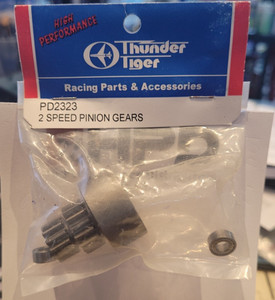 HIGH
PERFORMANCE
Thunder
Tiger
Racing Parts & Accessories
PD2323
2 SPEED PINION GEARS